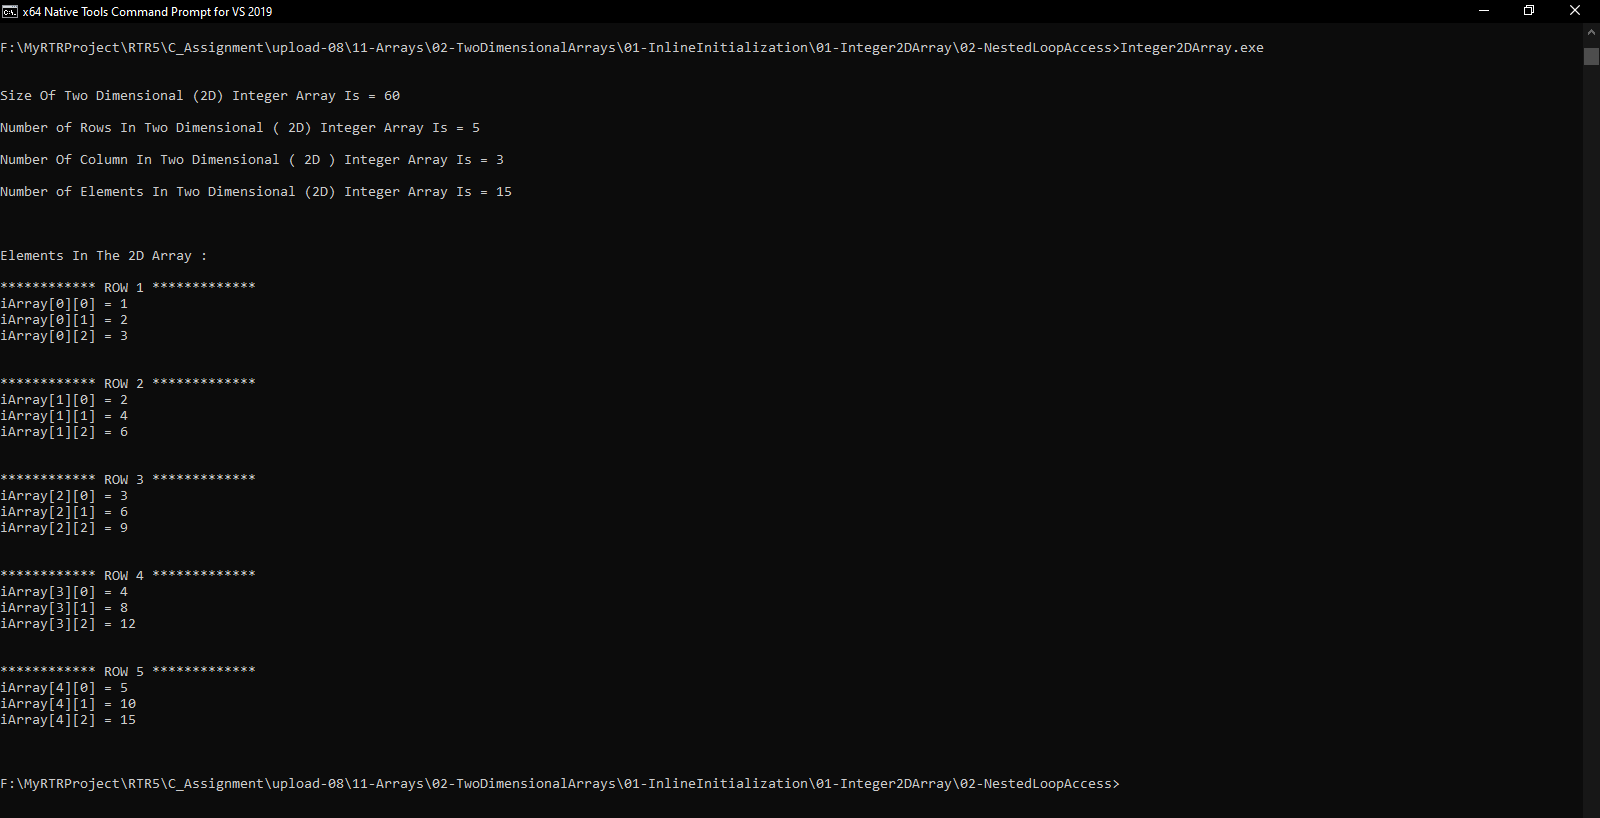 x64 Native Tools Command Prompt for VS 2019
F:\MyRTRProject\RTR5\C_Assignment\upload-08\11-Arrays\02-TwoDimensionalArrays\01-InlineInitialization\01-Integer2DArray\02-NestedLoopAccess>Integer2DArray.exe
Size Of Two Dimensional (2D) Integer Array Is = 60
Number of Rows In Two Dimensional ( 2D) Integer Array Is = 5
Number Of Column In Two Dimensional ( 2D ) Integer Array Is = 3
Number of Elements In Two Dimensional (2D) Integer Array Is = 15
Elements In The 2D Array :
************ ROW 1 *************
iArray[0][0] = 1
iArray[0][1] = 2
iArray[0][2] = 3
************ ROW 2 *************
iArray[1][0] = 2
iArray[1][1] = 4
iArray[1][2] = 6
************ ROW 3 *************
iArray[2][0] = 3
iArray[2][1] = 6
iArray[2][2] = 9
************ ROW 4 *************
iArray[3][0] = 4
iArray[3][1] = 8
iArray[3][2] = 12
************ ROW 5 *************
iArray[4][0] = 5
iArray[4][1] = 10
iArray[4][2] = 15
F:\MyRTRProject\RTR5\C_Assignment\upload-08\11-Arrays\02-TwoDimensionalArrays\01-InlineInitialization\01-Integer2DArray\02-NestedLoopAccess>